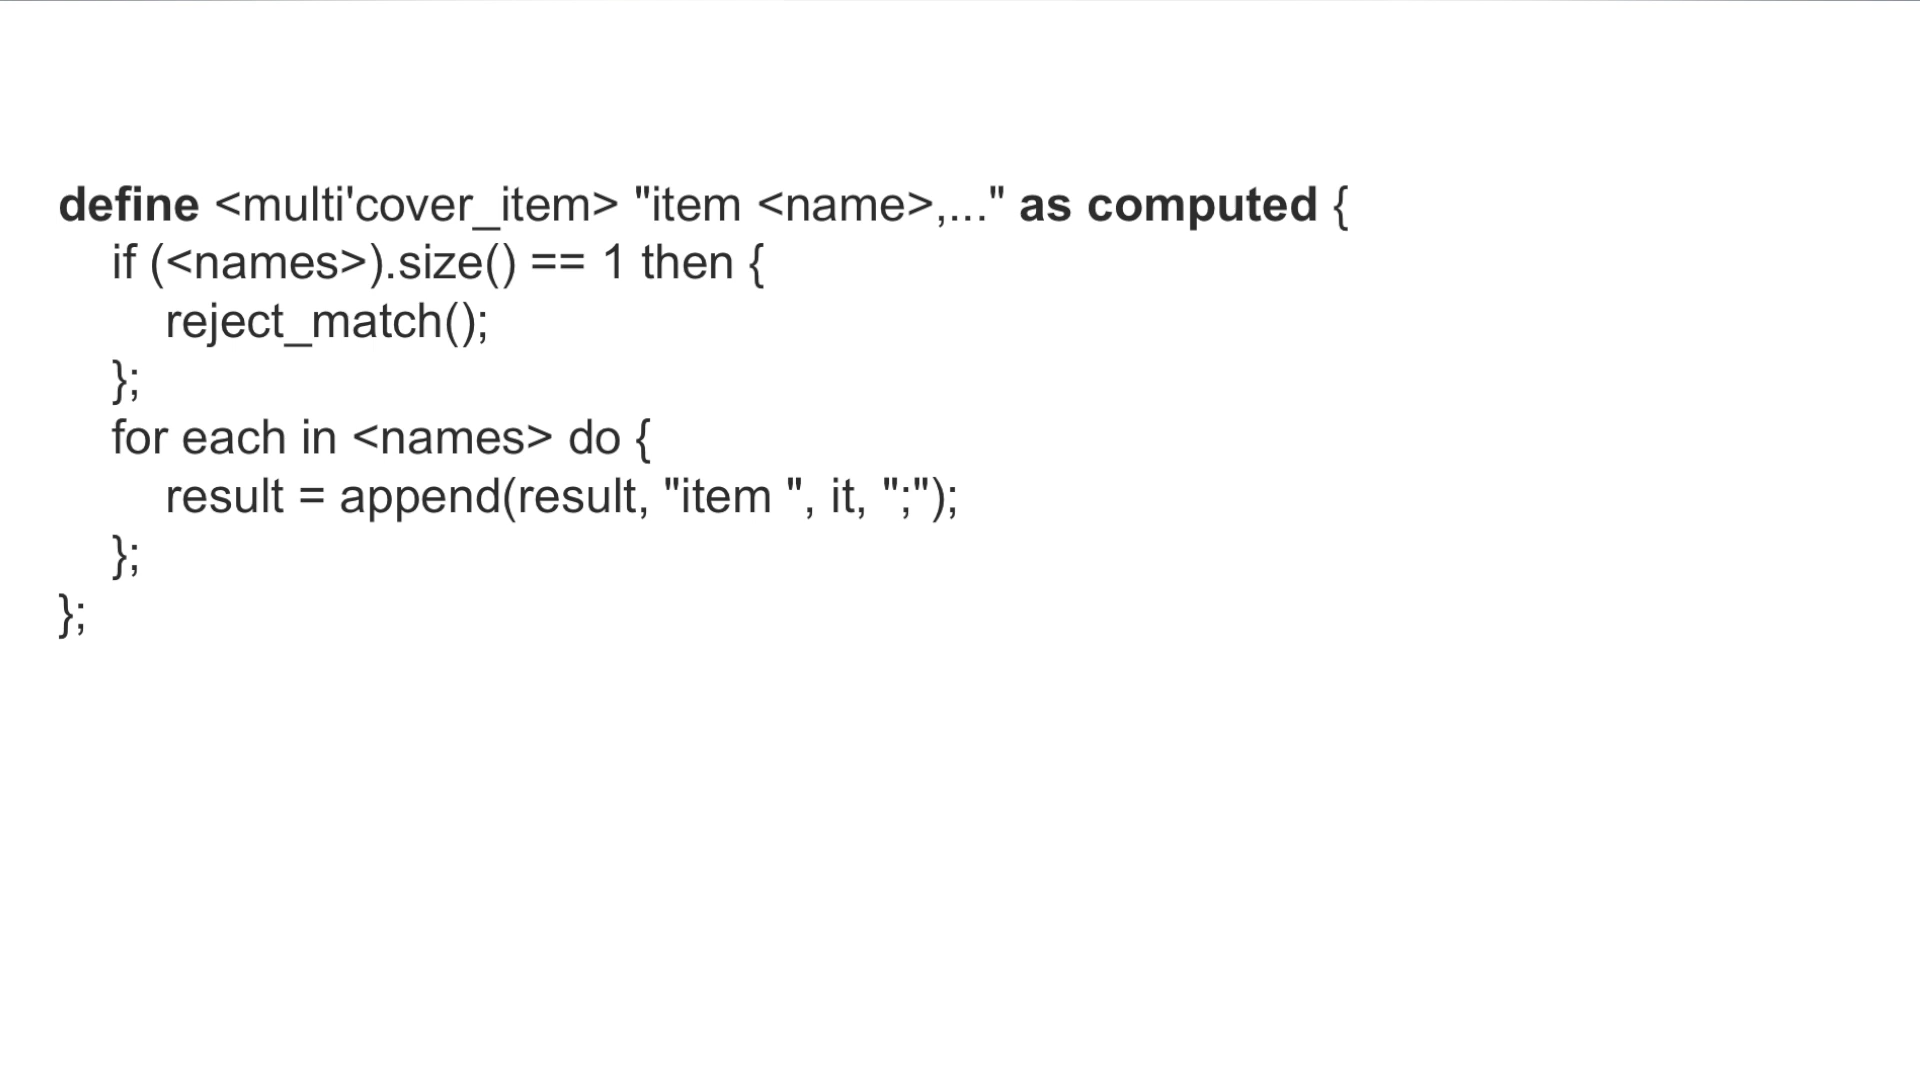 define <multi'cover_item> "item <name>,..." as computed {
if (<names>).size() == 1 then {
reject_match();
};
for each in <names> do {
result = append(result, "item ", it, ";");
};
};